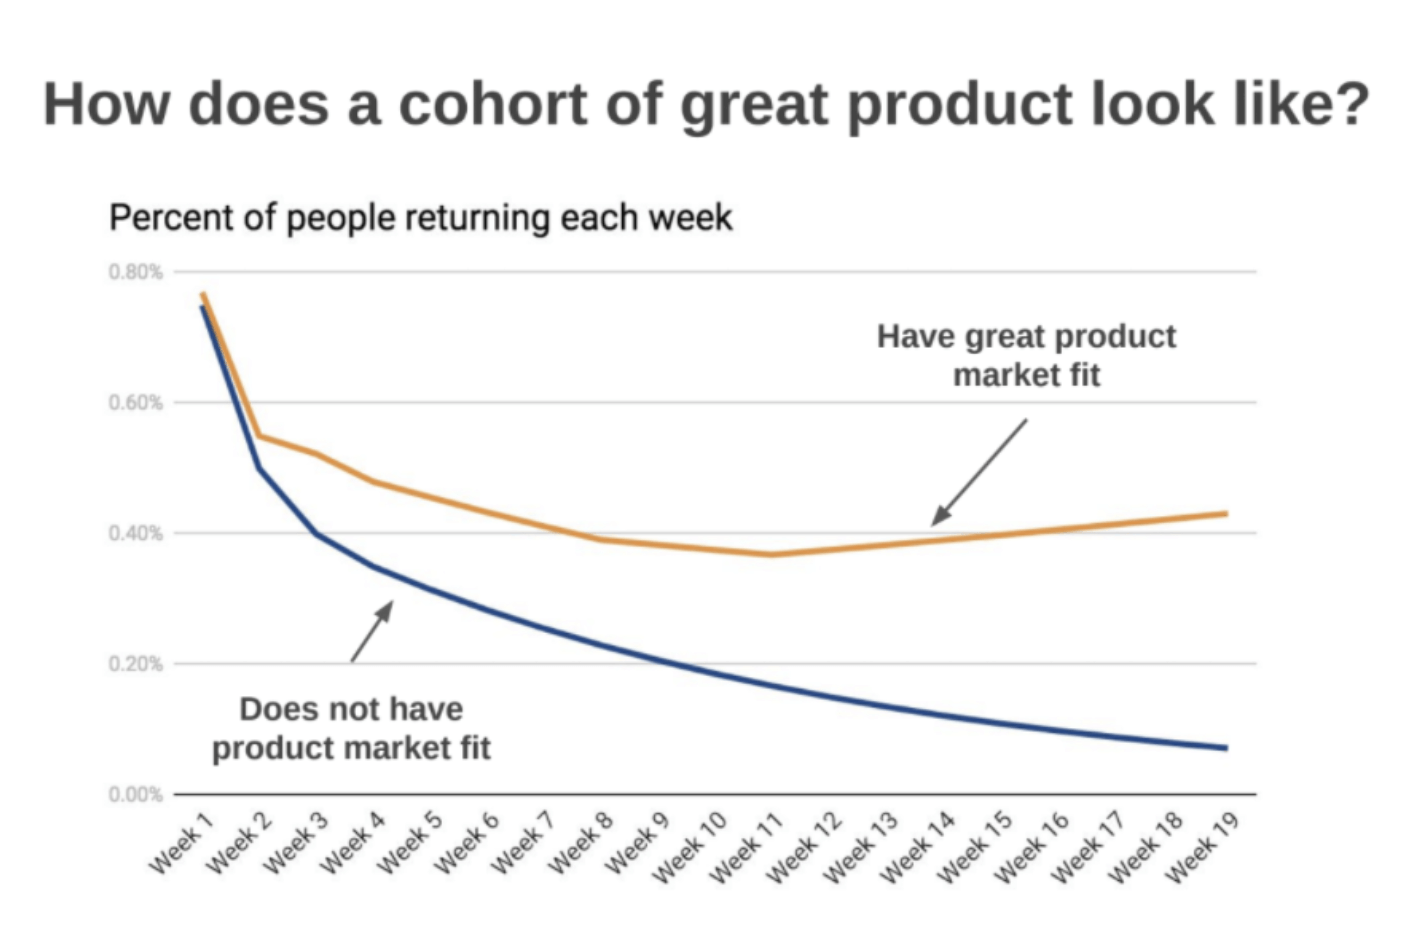 How does a cohort of great product look like?
Percent of people returning each week
0.80%
0.60%
0.40%
0.20%
0.00%
Have great product
market fit
Does not have
product market fit
Week 1
Week 2
Week 3
Week 4
Week 5
Week 6
Week 7
Week 8
Week 9
Week 10
Week 11
Week 12
Week 13
Week 14
Week 15
Week 16
Week 17
Week 18
Week 19